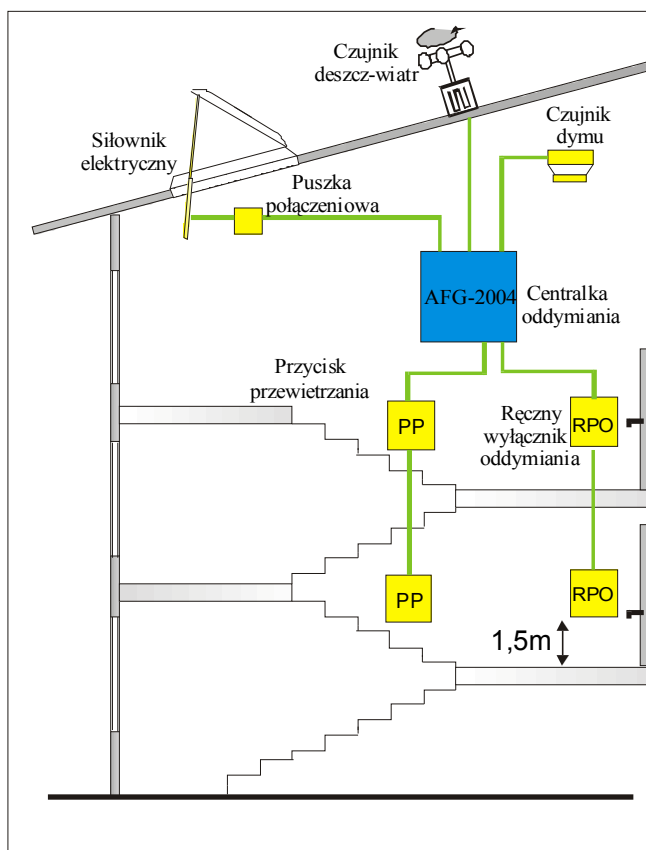 Czujnik
deszcz-wiatr
Czujnik
dymu
Siłownik
elektryczny
Puszka
połączeniowa
AFG-2004
Centralka
oddymiania
Przycisk
przewietrzania
PP
Ręczny
wyłącznik
oddymiania
RPO
PP
RPO
1,5m